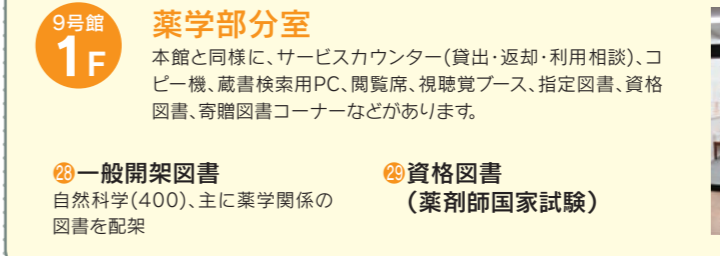 9号館
1F
薬学部分室
本館と同様に、サービスカウンター(貸出・返却・利用相談)、コ
ピー機、蔵書検索用PC、閲覧席、視聴覚ブース、指定図書、資格
図書、寄贈図書コーナーなどがあります。
㉘一般開架図書
自然科学(400)、主に薬学関係の
図書を配架
㉙資格図書
(薬剤師国家試験)